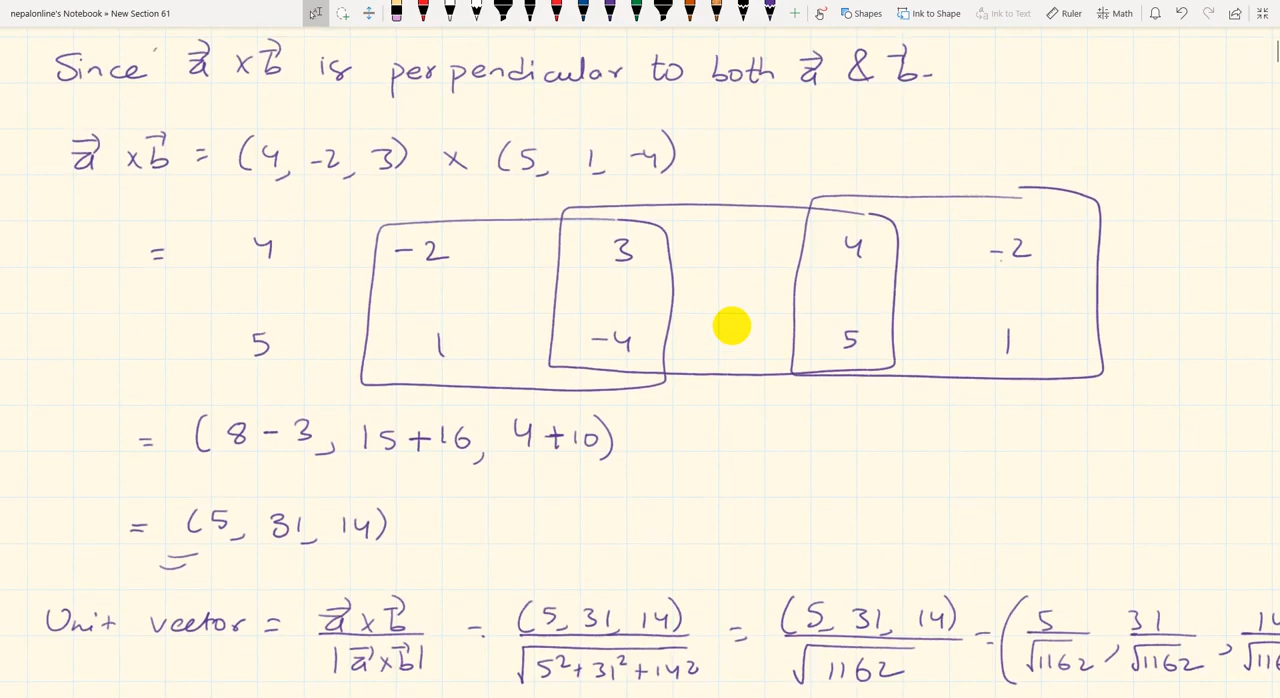 nepalonline's Notebook » New Section 61
Shapes Ink to Shape Ink to Text Ruler Math
Since a⃗ × b⃗ is perpendicular to both a⃗ & b⃗.
a⃗ × b⃗ = (4, -2, 3) × (5, 1, -4)
= 4 -2 3 4 -2
5 1 -4 5 1
= (8 - 3, 15 + 16, 4 + 10)
= (5, 31, 14)
Unit vector = a⃗ × b⃗ / |a⃗ × b⃗| = (5, 31, 14) / √5² + 31² + 142 = (5, 31, 14) / √1162 = (5/√1162, 31/√1162, 14/√116